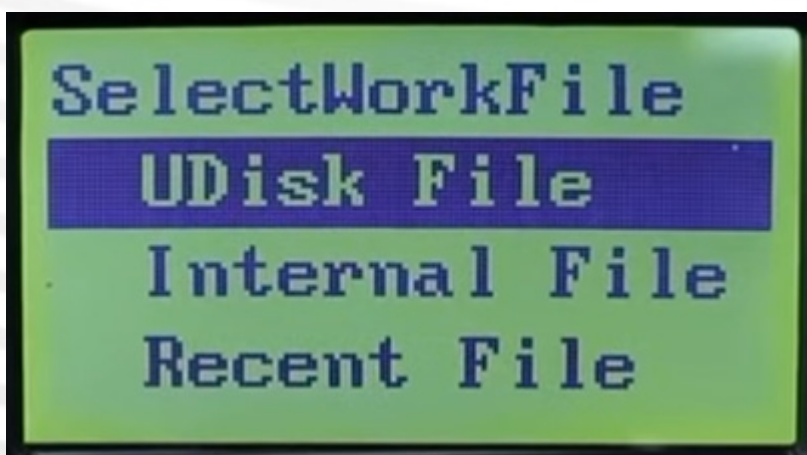 SelectWorkFile
UDisk File
Internal File
Recent File